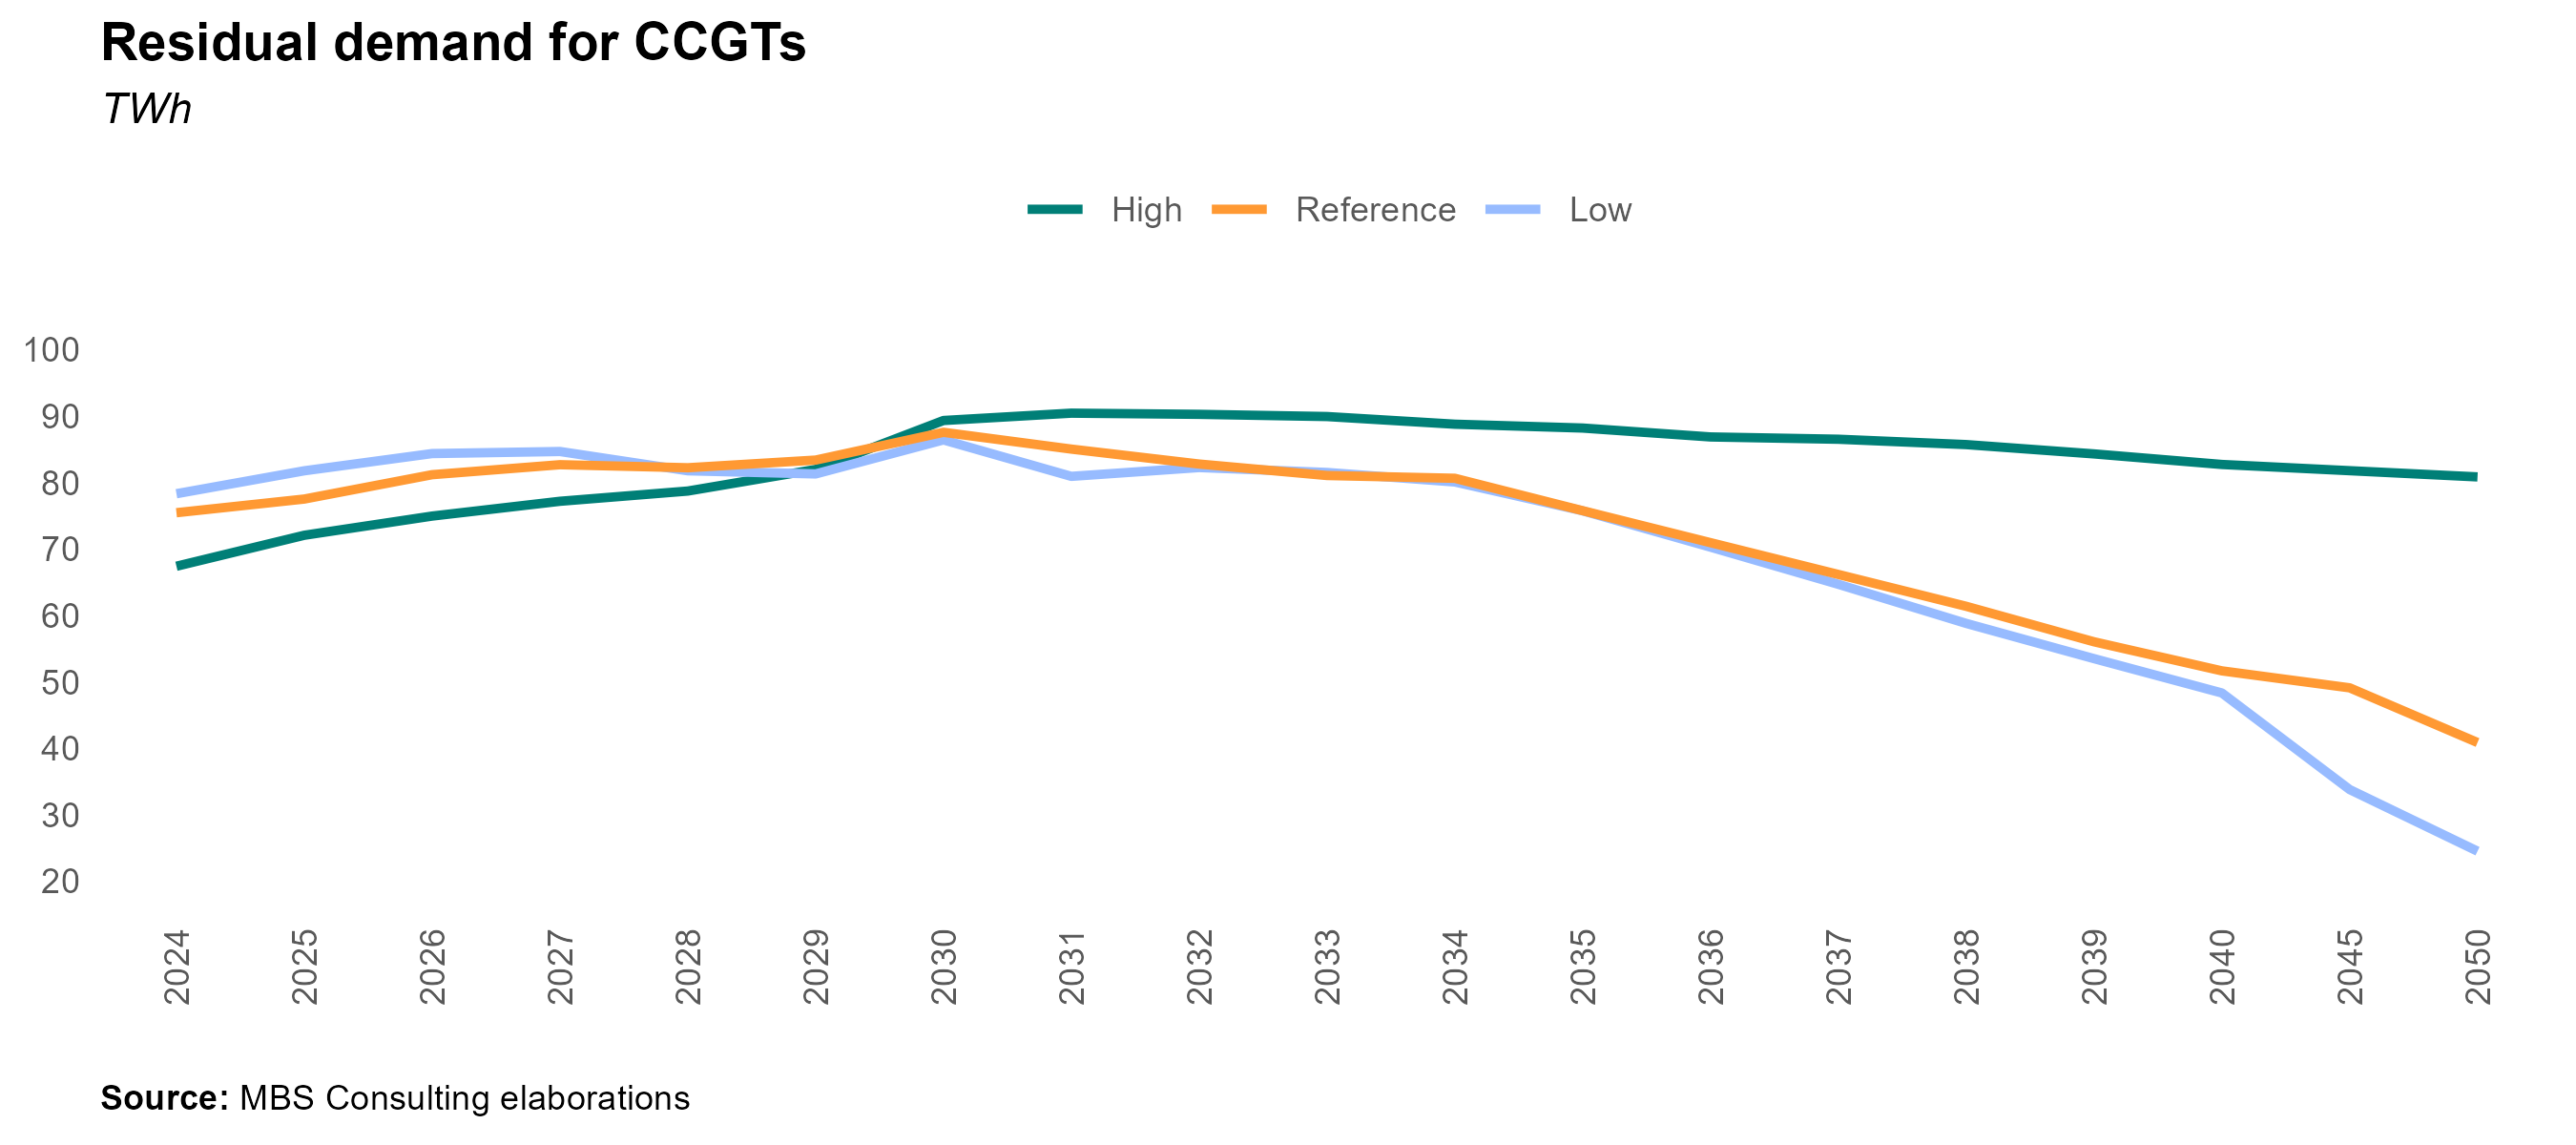 Residual demand for CCGTs
TWh
High Reference Low
100
90
80
70
60
50
40
30
20
2024 2025 2026 2027 2028 2029 2030 2031 2032 2033 2034 2035 2036 2037 2038 2039 2040 2045 2050
Source: MBS Consulting elaborations